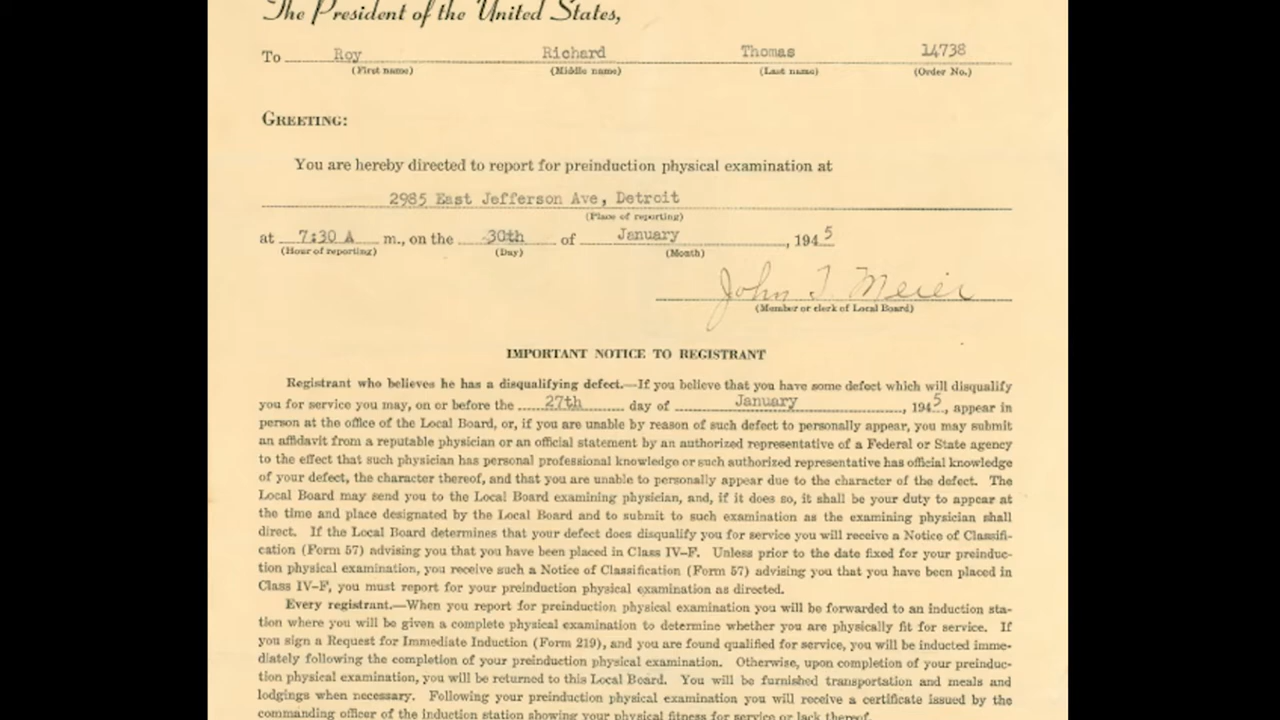 The President of the United States,
To Roy Richard Thomas 14738
(First name) (Middle name) (Last name) (Order No.)
GREETING:
You are hereby directed to report for preinduction physical examination at
2985 East Jefferson Ave, Detroit
(Place of reporting)
at 7:30 A m., on the 30th of January, 1945
(Hour of reporting) (Day) (Month)
John T Meier
(Member or clerk of Local Board)
IMPORTANT NOTICE TO REGISTRANT
Registrant who believes he has a disqualifying defect.—If you believe that you have some defect which will disqualify
you for service you may, on or before the 27th day of January, 1945, appear in
person at the office of the Local Board, or, if you are unable by reason of such defect to personally appear, you may submit
an affidavit from a reputable physician or an official statement by an authorized representative of a Federal or State agency
to the effect that such physician has personal professional knowledge or such authorized representative has official knowledge
of your defect, the character thereof, and that you are unable to personally appear due to the character of the defect. The
Local Board may send you to the Local Board examining physician, and, if it does so, it shall be your duty to appear at
the time and place designated by the Local Board and to submit to such examination as the examining physician shall
direct. If the Local Board determines that your defect does disqualify you for service you will receive a Notice of Classifi-
cation (Form 57) advising you that you have been placed in Class IV–F. Unless prior to the date fixed for your preinduc-
tion physical examination, you receive such a Notice of Classification (Form 57) advising you that you have been placed in
Class IV–F, you must report for your preinduction physical examination as directed.
Every registrant.—When you report for preinduction physical examination you will be forwarded to an induction sta-
tion where you will be given a complete physical examination to determine whether you are physically fit for service. If
you sign a Request for Immediate Induction (Form 219), and you are found qualified for service, you will be inducted imme-
diately following the completion of your preinduction physical examination. Otherwise, upon completion of your preinduc-
tion physical examination, you will be returned to this Local Board. You will be furnished transportation and meals and
lodgings when necessary. Following your preinduction physical examination you will receive a certificate issued by the
commanding officer of the induction station showing your physical fitness for service or lack thereof.